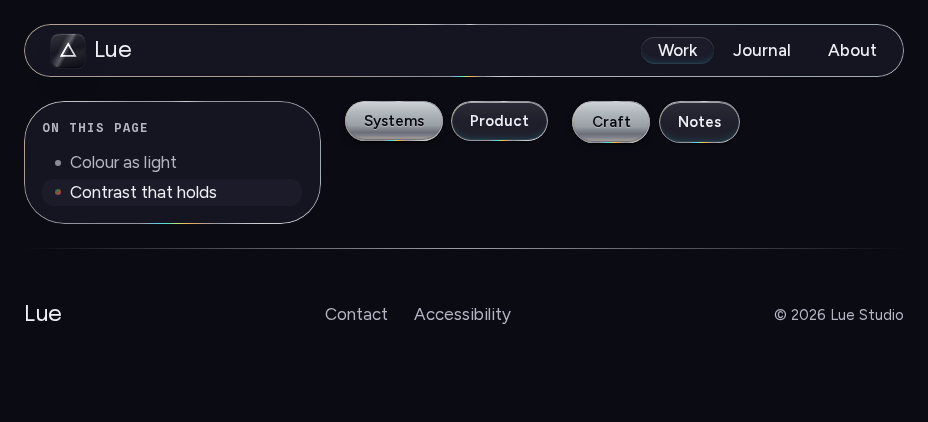 Lue
Work
Journal
About
ON THIS PAGE
Colour as light
Contrast that holds
Systems
Product
Craft
Notes
Lue
Contact
Accessibility
© 2026 Lue Studio